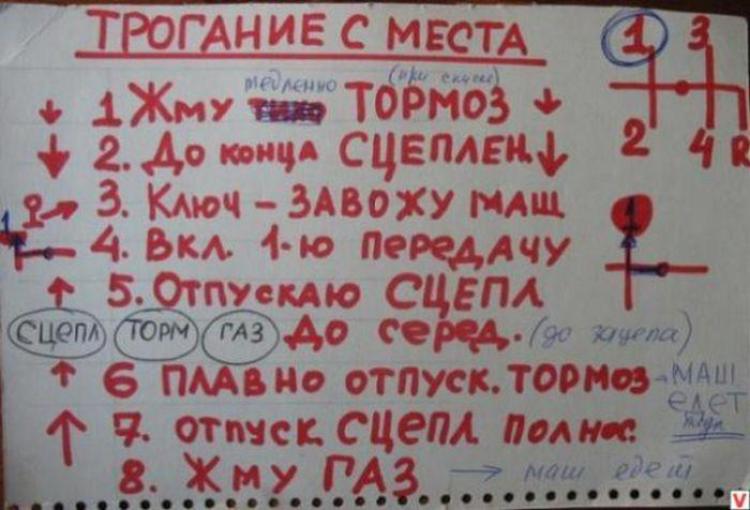 ТРОГАНИЕ С МЕСТА
1 3
2 4 R
медленно (при спуске)
1 Жму тихо ТОРМОЗ
2. До конца СЦЕПЛЕН.
3. Ключ – ЗАВОЖУ МАШ
1
4. Вкл. 1-ю передачу
1
5. Отпускаю СЦЕПЛ
СЦЕПЛ ТОРМ ГАЗ До серед. (до зацепа)
6 ПЛАВНО отпуск. ТОРМОЗ - МАШ
ЕДЕТ
7. отпуск. СЦЕПЛ полнос.
8. Жму ГАЗ → маш едет
V